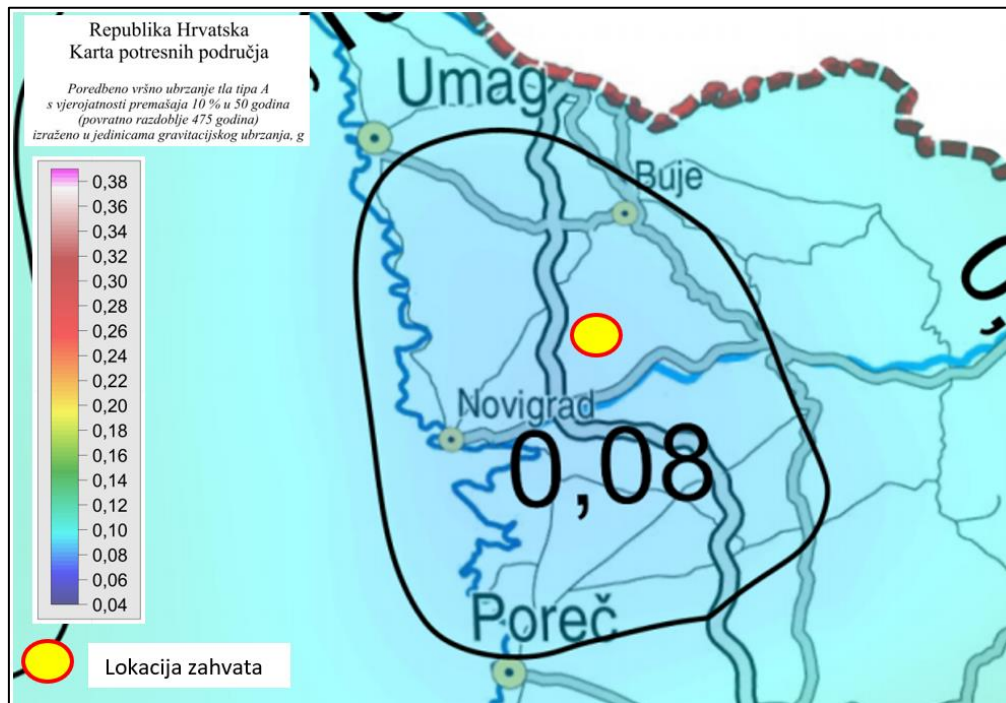 Republika Hrvatska
Karta potresnih područja
Poredbeno vršno ubrzanje tla tipa A
s vjerojatnosti premašaja 10 % u 50 godina
(povratno razdoblje 475 godina)
izraženo u jedinicama gravitacijskog ubrzanja, g
0,38
0,36
0,34
0,32
0,30
0,28
0,26
0,24
0,22
0,20
0,18
0,16
0,14
0,12
0,10
0,08
0,06
0,04
Umag
Buje
Novigrad
0,08
Poreč
Lokacija zahvata